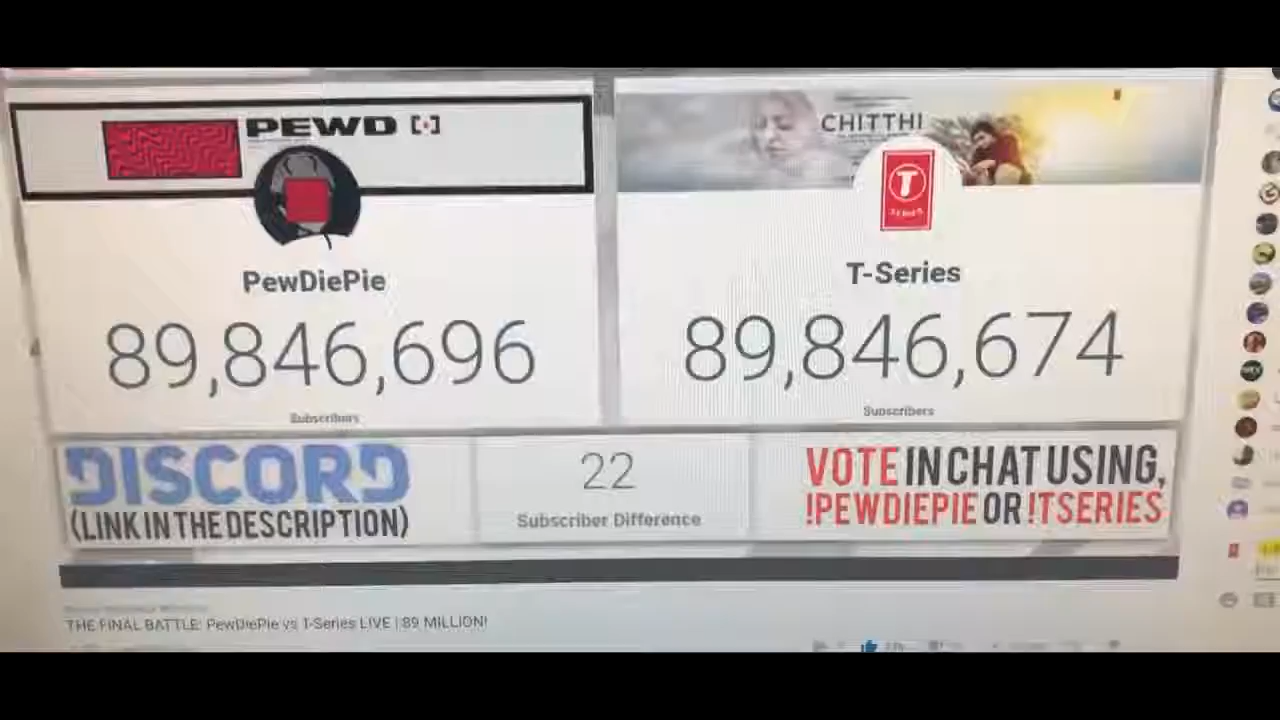 PEWD [·]
CHITTHI
T
SERIES
PewDiePie
T-Series
89,846,696
89,846,674
Subscribers
Subscribers
DISCORD
(LINK IN THE DESCRIPTION)
22
Subscriber Difference
VOTE IN CHAT USING,
!PEWDIEPIE OR !TSERIES
THE FINAL BATTLE: PewDiePie vs T-Series LIVE | 89 MILLION!